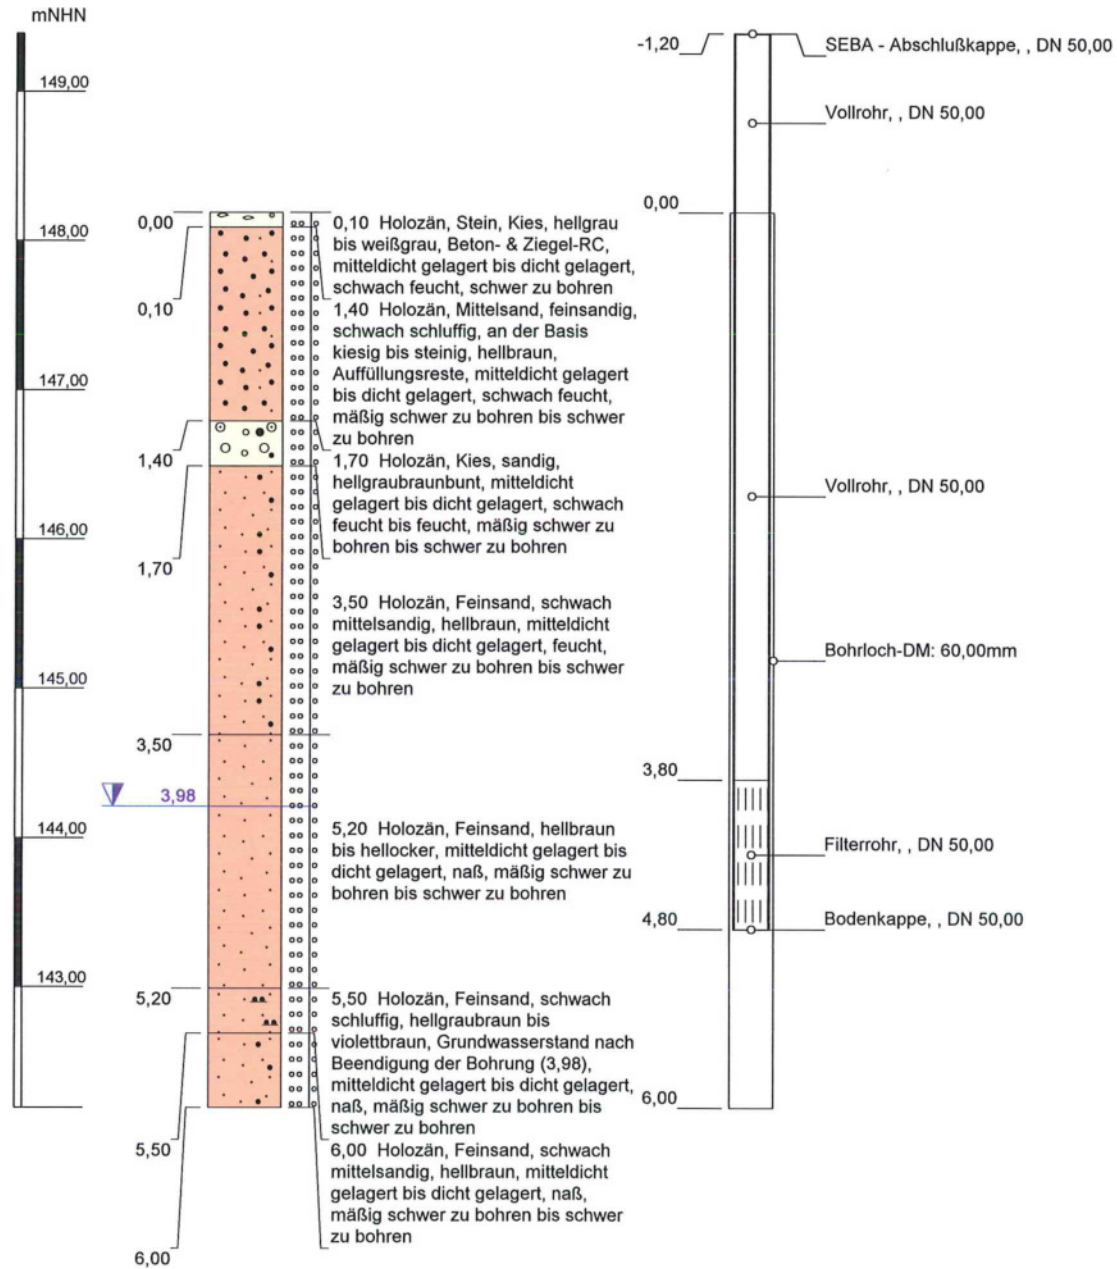 mNHN
149,00
148,00
147,00
146,00
145,00
144,00
143,00
0,00
0,10
1,40
1,70
3,50
3,98
5,20
5,50
6,00
0,10 Holozän, Stein, Kies, hellgrau
bis weißgrau, Beton- & Ziegel-RC,
mitteldicht gelagert bis dicht gelagert,
schwach feucht, schwer zu bohren
1,40 Holozän, Mittelsand, feinsandig,
schwach schluffig, an der Basis
kiesig bis steinig, hellbraun,
Auffüllungsreste, mitteldicht gelagert
bis dicht gelagert, schwach feucht,
mäßig schwer zu bohren bis schwer
zu bohren
1,70 Holozän, Kies, sandig,
hellgraubraunbunt, mitteldicht
gelagert bis dicht gelagert, schwach
feucht bis feucht, mäßig schwer zu
bohren bis schwer zu bohren
3,50 Holozän, Feinsand, schwach
mittelsandig, hellbraun, mitteldicht
gelagert bis dicht gelagert, feucht,
mäßig schwer zu bohren bis schwer
zu bohren
5,20 Holozän, Feinsand, hellbraun
bis hellocker, mitteldicht gelagert bis
dicht gelagert, naß, mäßig schwer zu
bohren bis schwer zu bohren
5,50 Holozän, Feinsand, schwach
schluffig, hellgraubraun bis
violettbraun, Grundwasserstand nach
Beendigung der Bohrung (3,98),
mitteldicht gelagert bis dicht gelagert,
naß, mäßig schwer zu bohren bis
schwer zu bohren
6,00 Holozän, Feinsand, schwach
mittelsandig, hellbraun, mitteldicht
gelagert bis dicht gelagert, naß,
mäßig schwer zu bohren bis schwer
zu bohren
-1,20
0,00
3,80
4,80
6,00
SEBA - Abschlußkappe, , DN 50,00
Vollrohr, , DN 50,00
Vollrohr, , DN 50,00
Bohrloch-DM: 60,00mm
Filterrohr, , DN 50,00
Bodenkappe, , DN 50,00